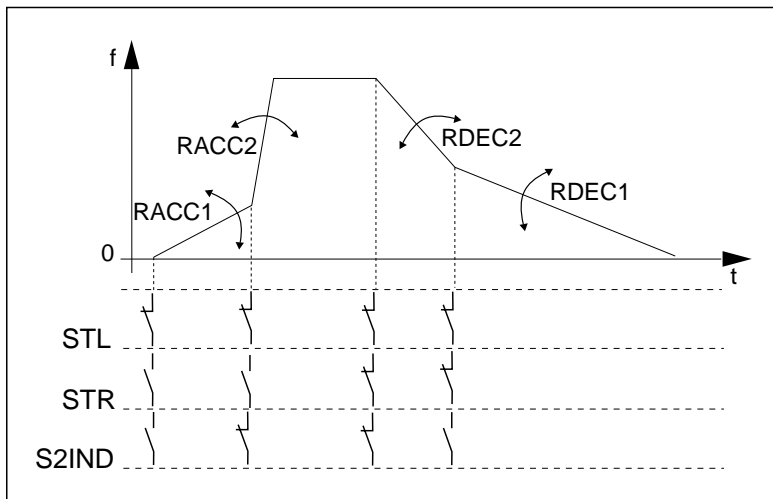 f
RACC2
RDEC2
RACC1
RDEC1
0
t
STL
STR
S2IND